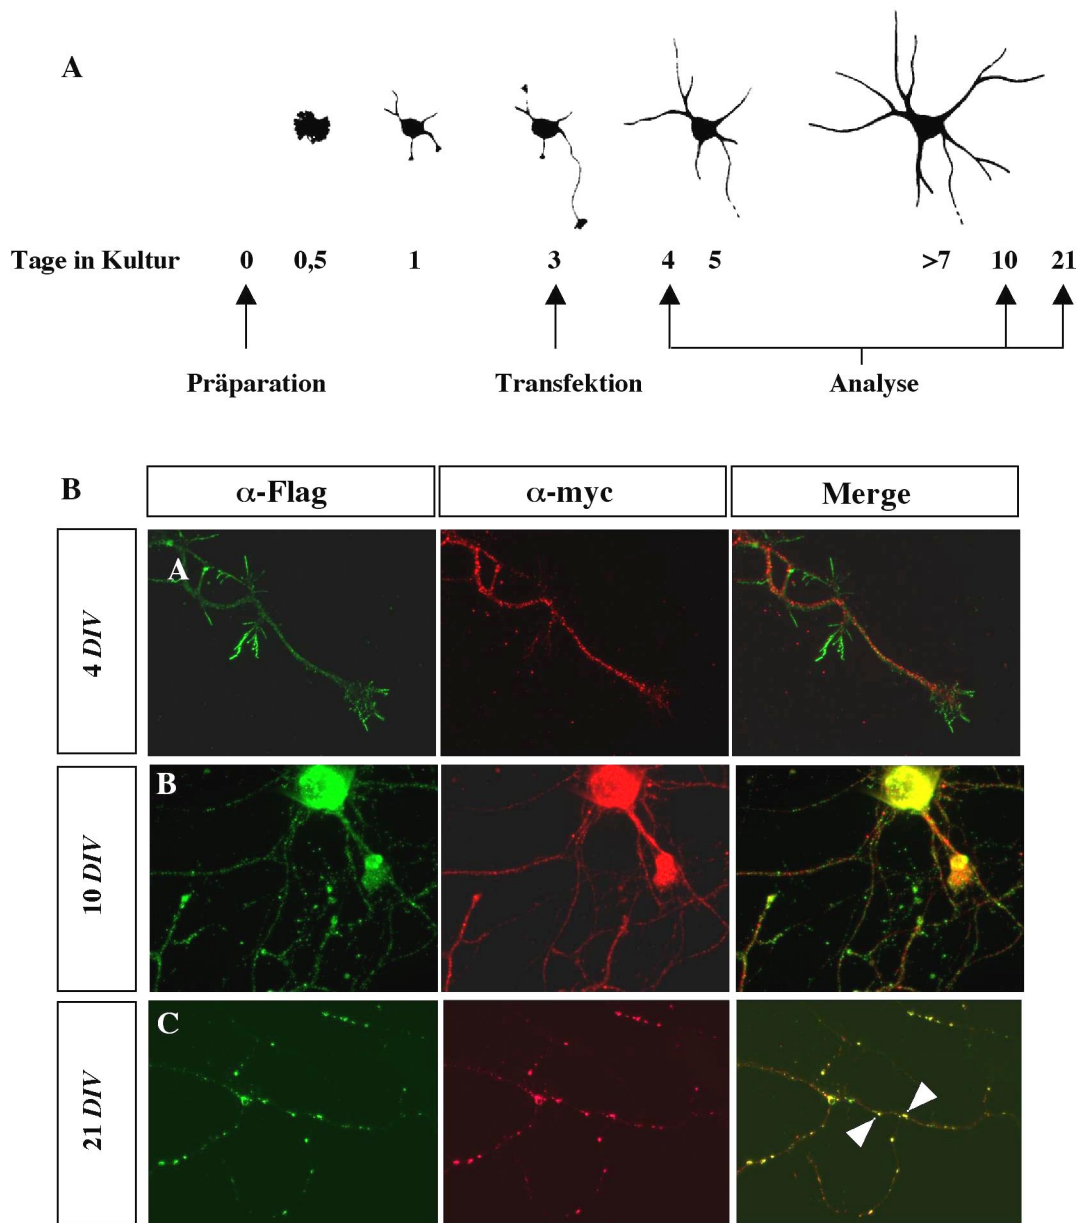 A
Tage in Kultur 0 0,5 1 3 4 5 >7 10 21
Präparation Transfektion Analyse
B α-Flag α-myc Merge
4 DIV
A
10 DIV
B
21 DIV
C